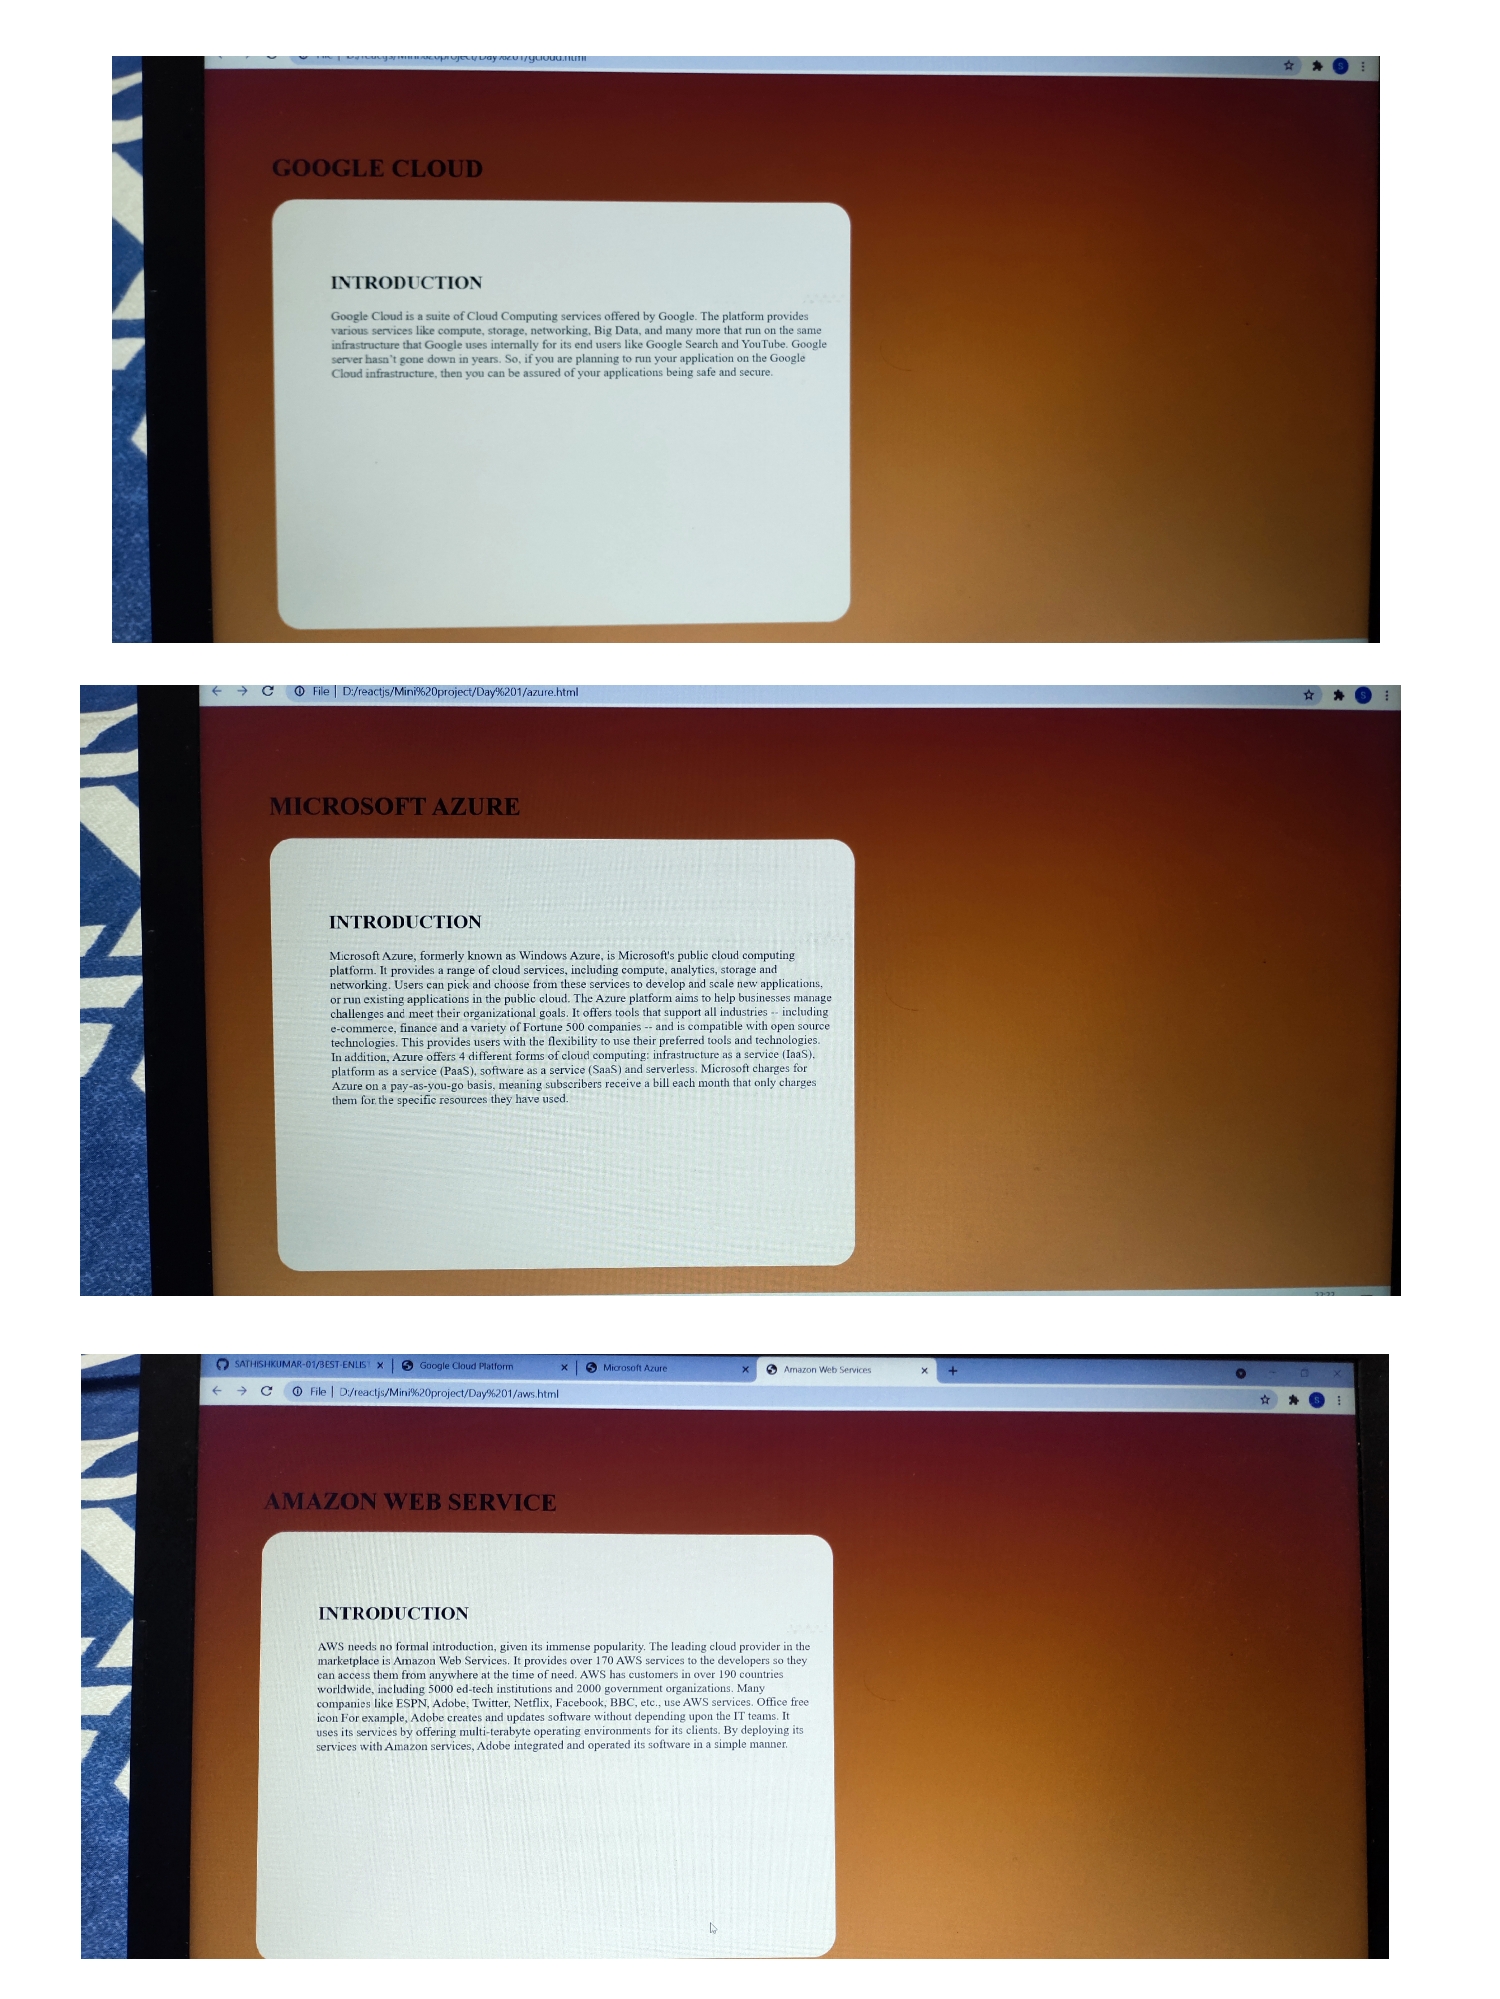 File | D:/reactjs/Mini%20project/Day%201/gcloud.html
S
GOOGLE CLOUD
INTRODUCTION
Google Cloud is a suite of Cloud Computing services offered by Google. The platform provides
various services like compute, storage, networking, Big Data, and many more that run on the same
infrastructure that Google uses internally for its end users like Google Search and YouTube. Google
server hasn't gone down in years. So, if you are planning to run your application on the Google
Cloud infrastructure, then you can be assured of your applications being safe and secure.
File | D:/reactjs/Mini%20project/Day%201/azure.html
S
MICROSOFT AZURE
INTRODUCTION
Microsoft Azure, formerly known as Windows Azure, is Microsoft's public cloud computing
platform. It provides a range of cloud services, including compute, analytics, storage and
networking. Users can pick and choose from these services to develop and scale new applications,
or run existing applications in the public cloud. The Azure platform aims to help businesses manage
challenges and meet their organizational goals. It offers tools that support all industries -- including
e-commerce, finance and a variety of Fortune 500 companies -- and is compatible with open source
technologies. This provides users with the flexibility to use their preferred tools and technologies.
In addition, Azure offers 4 different forms of cloud computing: infrastructure as a service (IaaS),
platform as a service (PaaS), software as a service (SaaS) and serverless. Microsoft charges for
Azure on a pay-as-you-go basis, meaning subscribers receive a bill each month that only charges
them for the specific resources they have used.
SATHISHKUMAR-01/BEST-ENLIS Google Cloud Platform Microsoft Azure Amazon Web Services
File | D:/reactjs/Mini%20project/Day%201/aws.html
S
AMAZON WEB SERVICE
INTRODUCTION
AWS needs no formal introduction, given its immense popularity. The leading cloud provider in the
marketplace is Amazon Web Services. It provides over 170 AWS services to the developers so they
can access them from anywhere at the time of need. AWS has customers in over 190 countries
worldwide, including 5000 ed-tech institutions and 2000 government organizations. Many
companies like ESPN, Adobe, Twitter, Netflix, Facebook, BBC, etc., use AWS services. Office free
icon For example, Adobe creates and updates software without depending upon the IT teams. It
uses its services by offering multi-terabyte operating environments for its clients. By deploying its
services with Amazon services, Adobe integrated and operated its software in a simple manner.